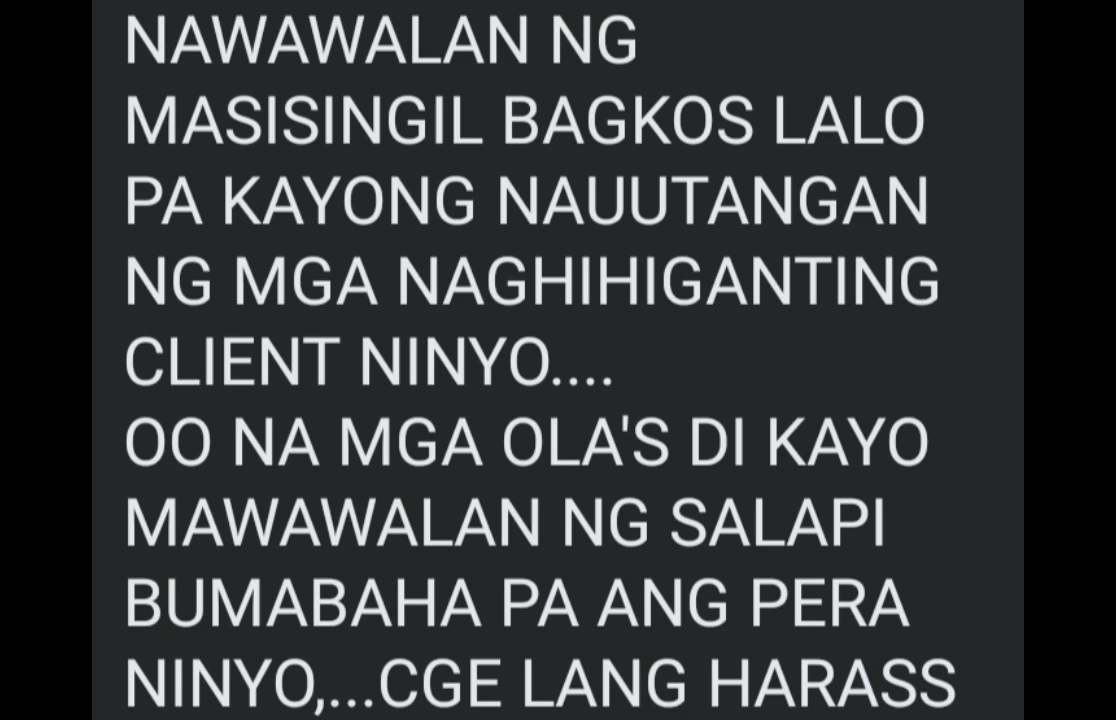 NAWAWALAN NG
MASISINGIL BAGKOS LALO
PA KAYONG NAUUTANGAN
NG MGA NAGHIHIGANTING
CLIENT NINYO....
OO NA MGA OLA'S DI KAYO
MAWAWALAN NG SALAPI
BUMABAHA PA ANG PERA
NINYO,...CGE LANG HARASS